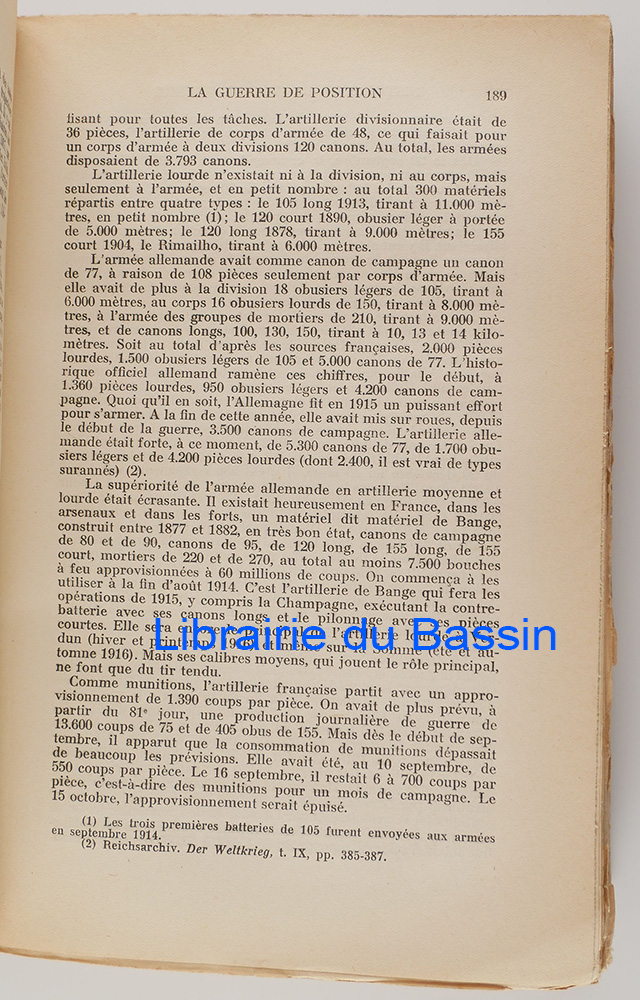 LA GUERRE DE POSITION 189
fisant pour toutes les tâches. L'artillerie divisionnaire était de
36 pièces, l'artillerie de corps d'armée de 48, ce qui faisait pour
un corps d'armée à deux divisions 120 canons. Au total, les armées
disposaient de 3.793 canons.
L'artillerie lourde n'existait ni à la division, ni au corps, mais
seulement à l'armée, et en petit nombre : au total 300 matériels
répartis entre quatre types : le 105 long 1913, tirant à 11.000 mè-
tres, en petit nombre (1); le 120 court 1890, obusier léger à portée
de 5.000 mètres; le 120 long 1878, tirant à 9.000 mètres; le 155
court 1904, le Rimailho, tirant à 6.000 mètres.
L'armée allemande avait comme canon de campagne un canon
de 77, à raison de 108 pièces seulement par corps d'armée. Mais
elle avait de plus à la division 18 obusiers légers de 105, tirant à
6.000 mètres, au corps 16 obusiers lourds de 150, tirant à 8.000 mè-
tres, à l'armée des groupes de mortiers de 210, tirant à 9.000 mè-
tres, et de canons longs, 100, 130, 150, tirant à 10, 13 et 14 kilo-
mètres. Soit au total d'après les sources françaises, 2.000 pièces
lourdes, 1.500 obusiers légers de 105 et 5.000 canons de 77. L'histo-
rique officiel allemand ramène ces chiffres, pour le début, à
1.360 pièces lourdes, 950 obusiers légers et 4.200 canons de cam-
pagne. Quoi qu'il en soit, l'Allemagne fit en 1915 un puissant effort
pour s'armer. A la fin de cette année, elle avait mis sur roues, depuis
le début de la guerre, 3.500 canons de campagne. L'artillerie alle-
mande était forte, à ce moment, de 5.300 canons de 77, de 1.700 obu-
siers légers et de 4.200 pièces lourdes (dont 2.400, il est vrai de types
surannés) (2).
La supériorité de l'armée allemande en artillerie moyenne et
lourde était écrasante. Il existait heureusement en France, dans les
arsenaux et dans les forts, un matériel dit matériel de Bange,
construit entre 1877 et 1882, en très bon état, canons de campagne
de 80 et de 90, canons de 95, de 120 long, de 155 long, de 155
court, mortiers de 220 et de 270, au total au moins 7.500 bouches
à feu approvisionnées à 60 millions de coups. On commença à les
utiliser à la fin d'août 1914. C'est l'artillerie de Bange qui fera les
opérations de 1915, y compris la Champagne, exécutant la contre-
batterie avec ses canons longs et le pilonnage avec ses pièces
courtes. Elle sera l'artillerie
dun (hiver et 1916) et même sur la Somme (été et au-
tomne 1916). Mais ses calibres moyens, qui jouent le rôle principal,
ne font que du tir tendu.
Comme munitions, l'artillerie française partit avec un appro-
visionnement de 1.390 coups par pièce. On avait de plus prévu, à
partir du 81e jour, une production journalière de guerre de
13.600 coups de 75 et de 405 obus de 155. Mais dès le début de sep-
tembre, il apparut que la consommation de munitions dépassait
de beaucoup les prévisions. Elle avait été, au 10 septembre, de
550 coups par pièce. Le 16 septembre, il restait 6 à 700 coups par
pièce, c'est-à-dire des munitions pour un mois de campagne. Le
15 octobre, l'approvisionnement serait épuisé.
(1) Les trois premières batteries de 105 furent envoyées aux armées
en septembre 1914.
(2) Reichsarchiv. Der Weltkrieg, t. IX, pp. 385-387.
Librairie du Bassin